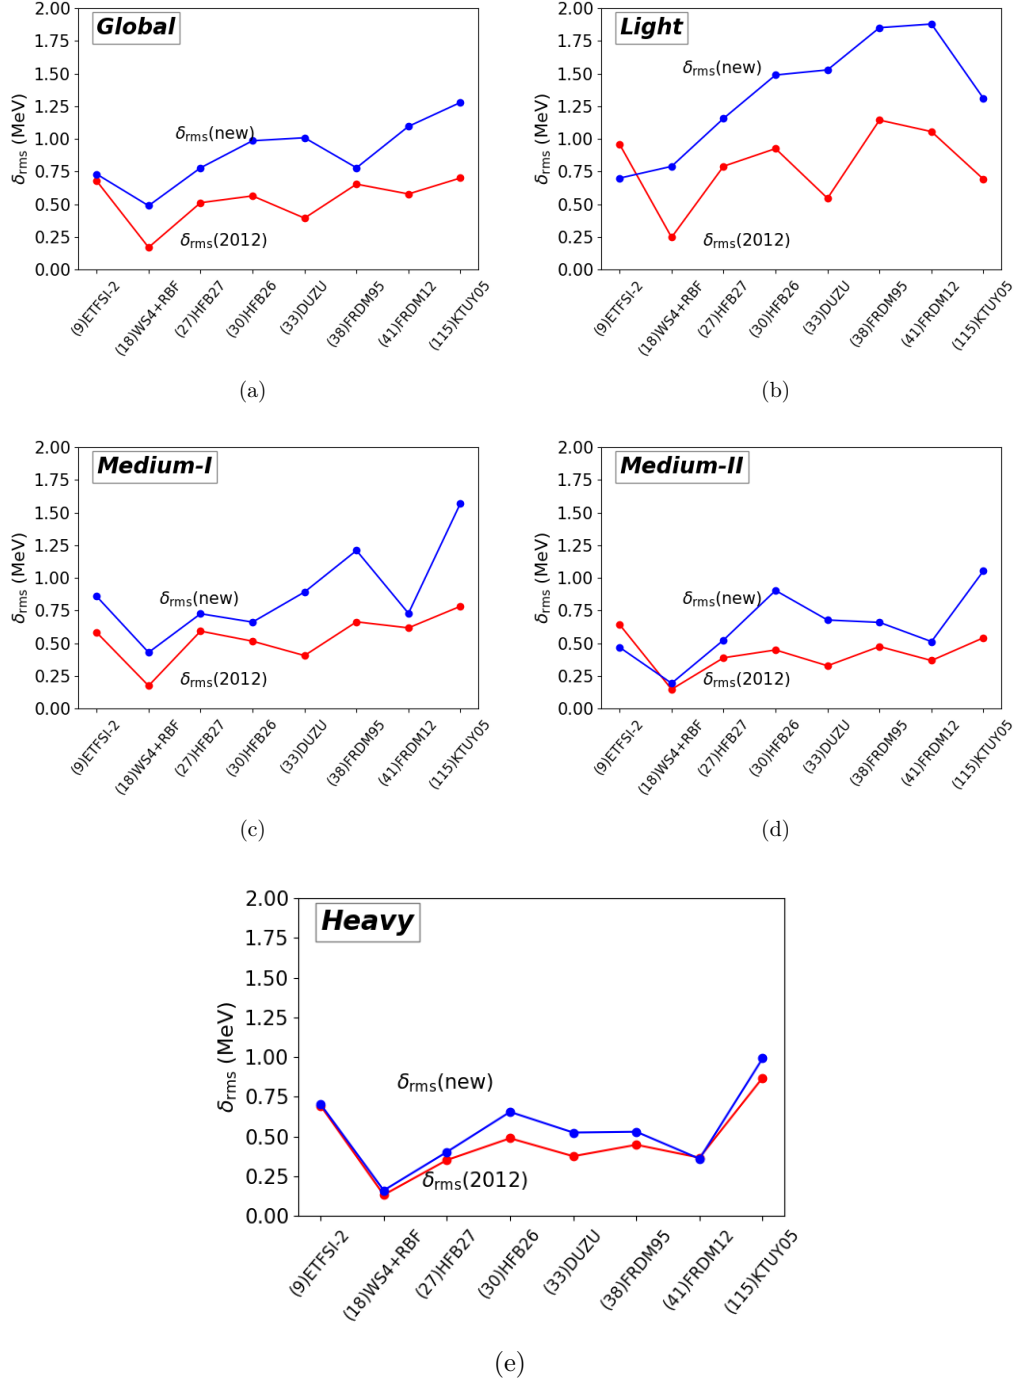 Global
δrms (MeV)
2.00
1.75
1.50
1.25
1.00
0.75
0.50
0.25
0.00
δrms(new)
δrms(2012)
(9)ETFSI-2
(18)WS4+RBF
(27)HFB27
(30)HFB26
(33)DUZU
(38)FRDM95
(41)FRDM12
(115)KTUY05
(a)
Light
δrms (MeV)
2.00
1.75
1.50
1.25
1.00
0.75
0.50
0.25
0.00
δrms(new)
δrms(2012)
(9)ETFSI-2
(18)WS4+RBF
(27)HFB27
(30)HFB26
(33)DUZU
(38)FRDM95
(41)FRDM12
(115)KTUY05
(b)
Medium-I
δrms (MeV)
2.00
1.75
1.50
1.25
1.00
0.75
0.50
0.25
0.00
δrms(new)
δrms(2012)
(9)ETFSI-2
(18)WS4+RBF
(27)HFB27
(30)HFB26
(33)DUZU
(38)FRDM95
(41)FRDM12
(115)KTUY05
(c)
Medium-II
δrms (MeV)
2.00
1.75
1.50
1.25
1.00
0.75
0.50
0.25
0.00
δrms(new)
δrms(2012)
(9)ETFSI-2
(18)WS4+RBF
(27)HFB27
(30)HFB26
(33)DUZU
(38)FRDM95
(41)FRDM12
(115)KTUY05
(d)
Heavy
δrms (MeV)
2.00
1.75
1.50
1.25
1.00
0.75
0.50
0.25
0.00
δrms(new)
δrms(2012)
(9)ETFSI-2
(18)WS4+RBF
(27)HFB27
(30)HFB26
(33)DUZU
(38)FRDM95
(41)FRDM12
(115)KTUY05
(e)